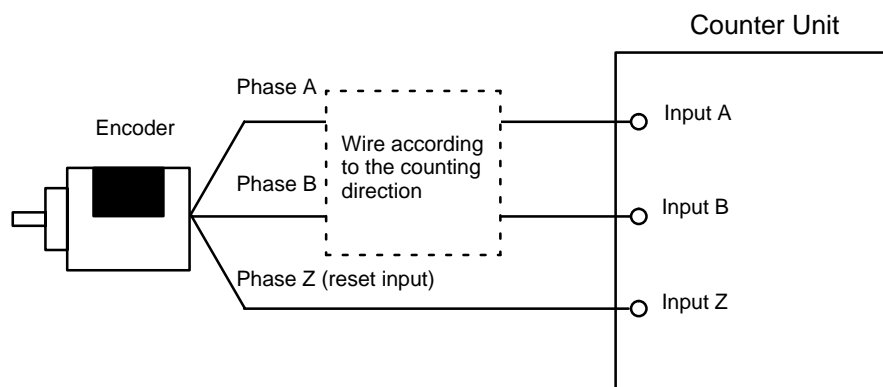 Counter Unit
Phase A
Input A
Encoder
Wire according
to the counting
direction
Phase B
Input B
Phase Z (reset input)
Input Z